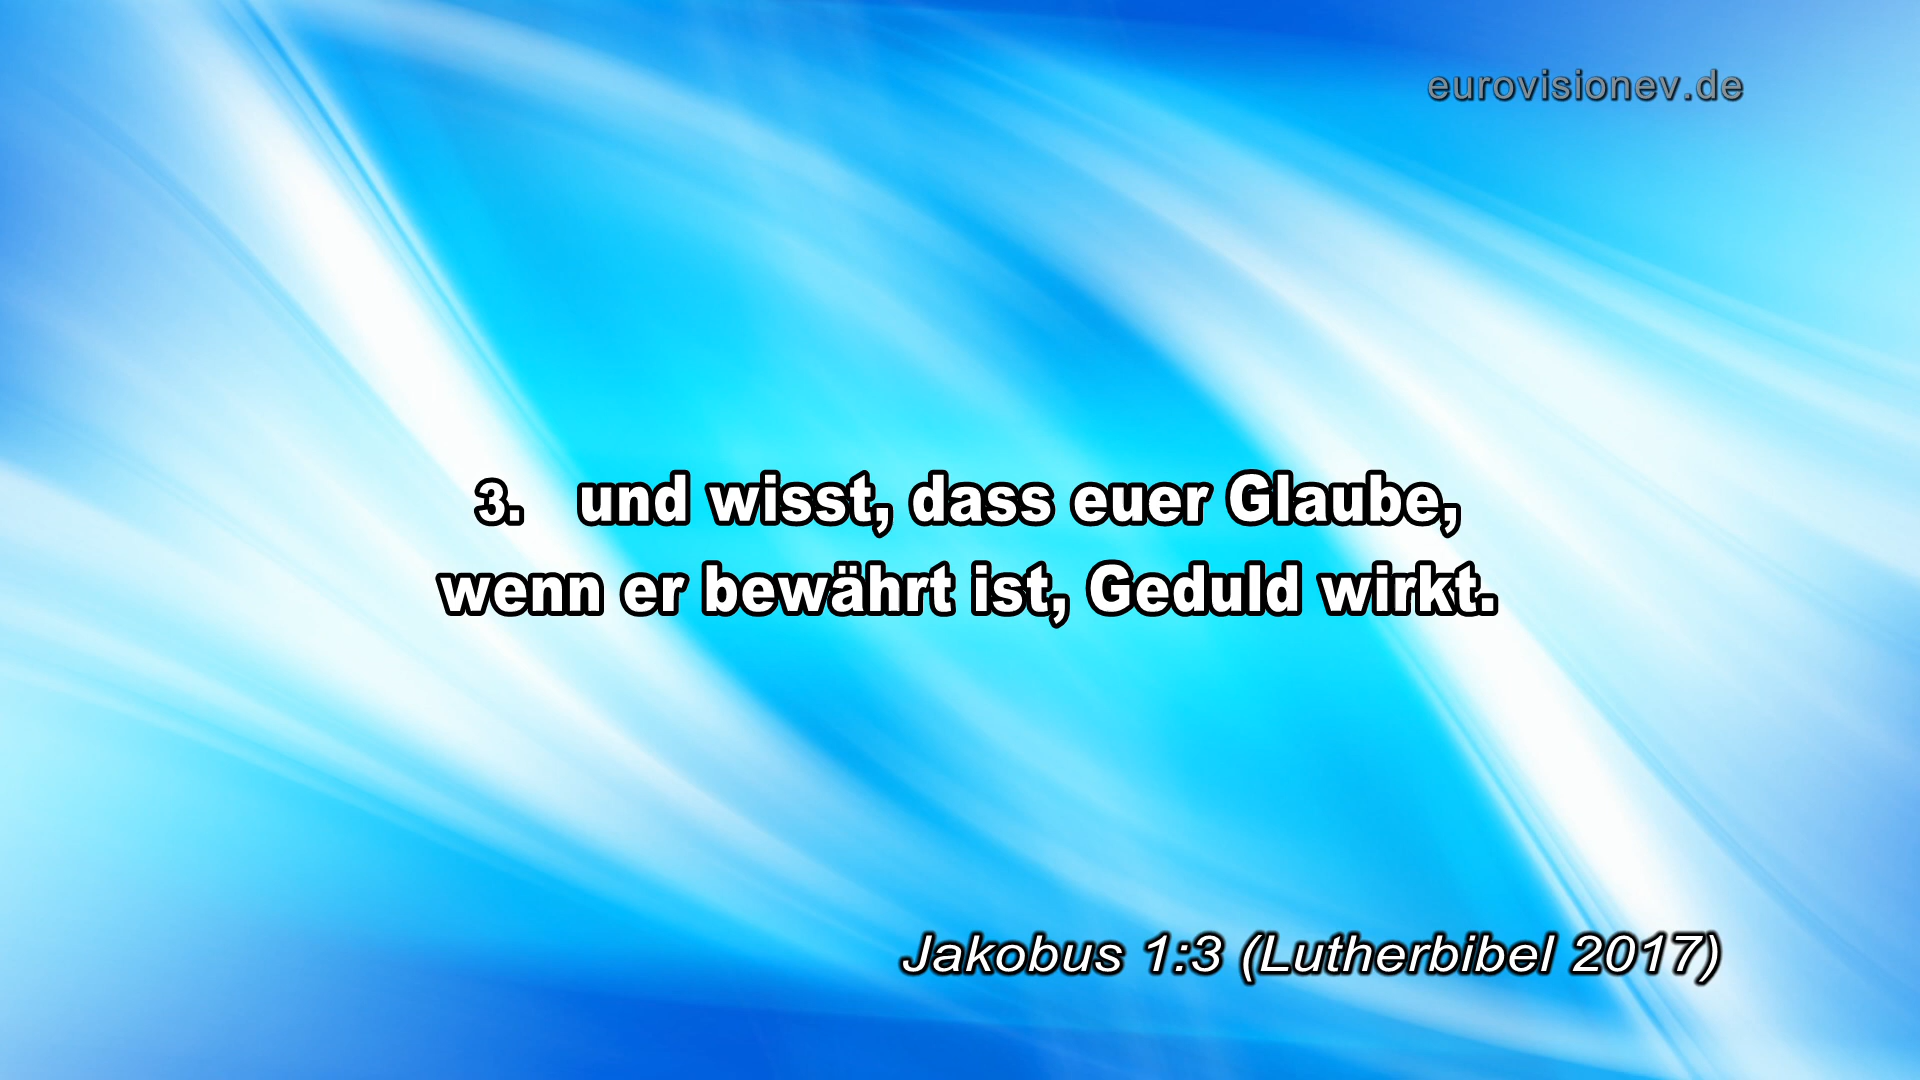 eurovisionev.de
3. und wisst, dass euer Glaube,
wenn er bewährt ist, Geduld wirkt.
Jakobus 1:3 (Lutherbibel 2017)